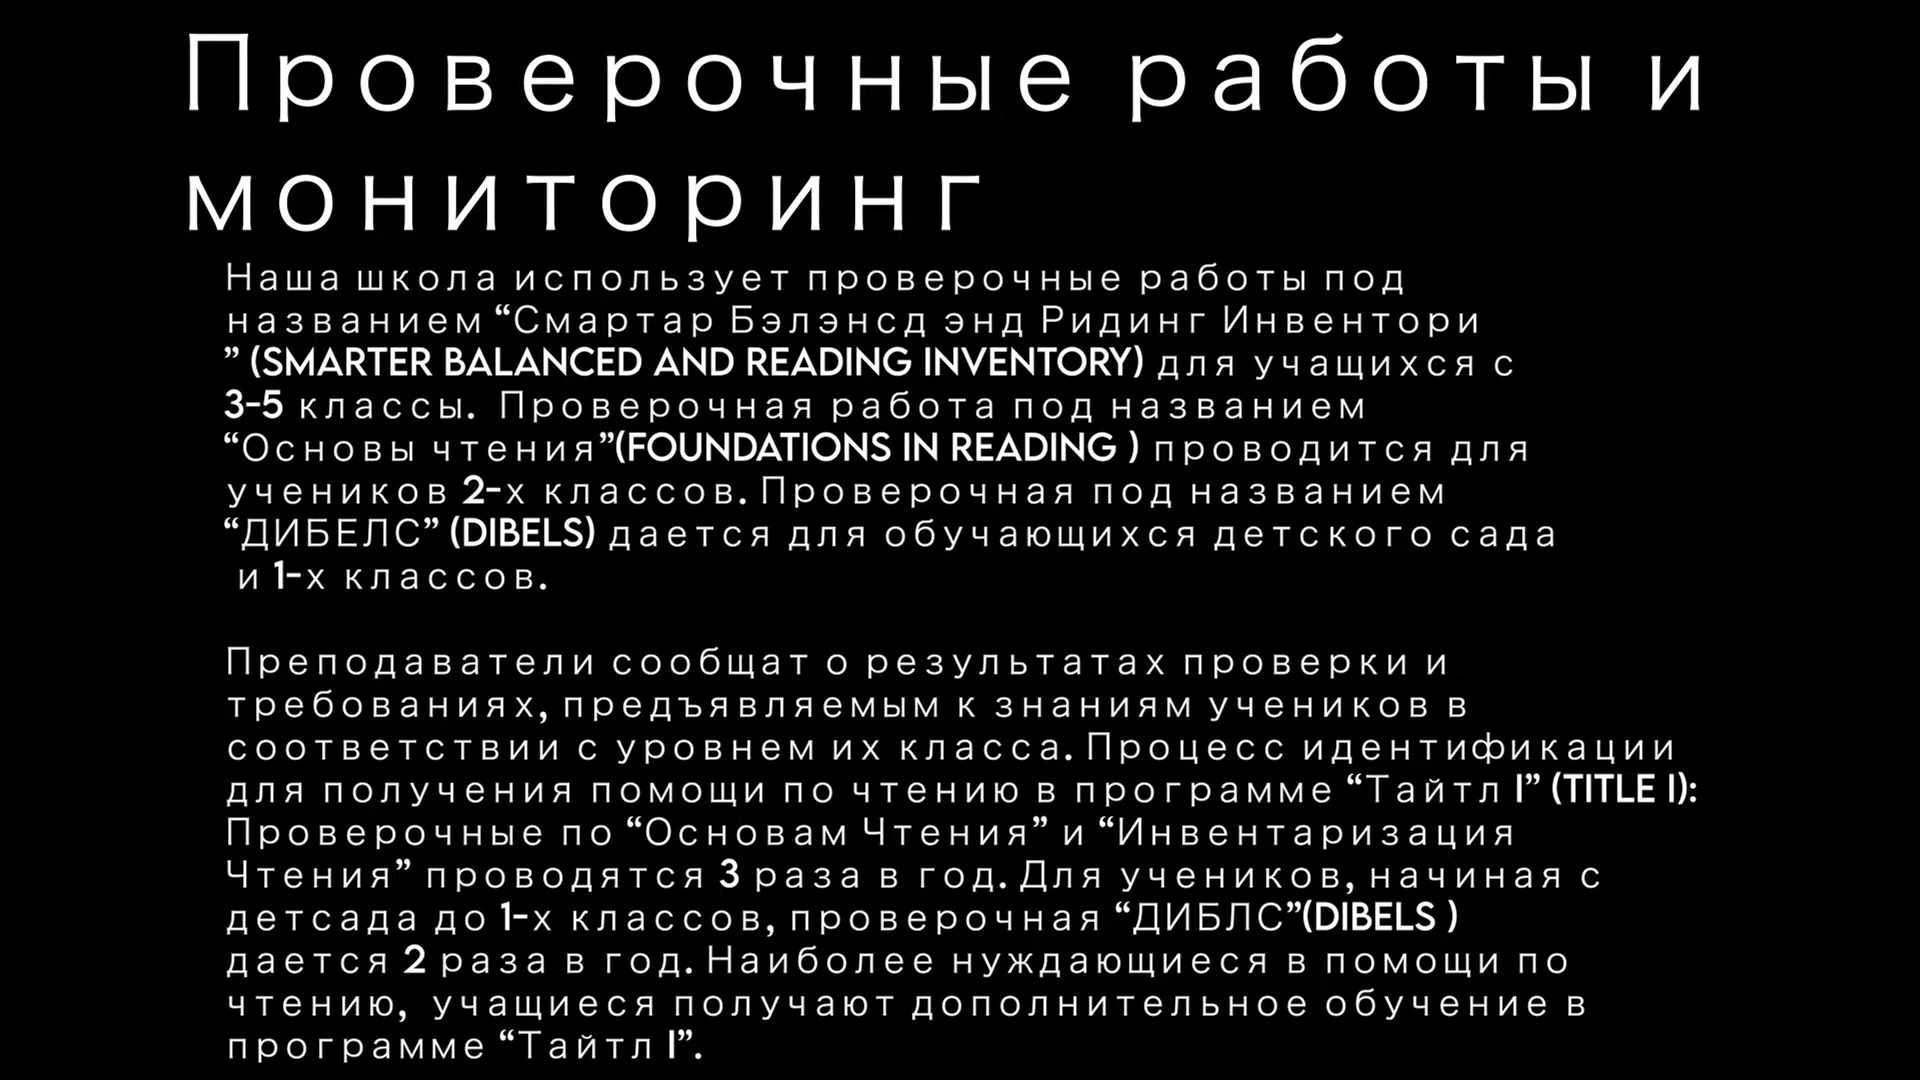 Проверочные работы и
мониторинг
Наша школа использует проверочные работы под
названием “Смартар Бэлэнсд энд Ридинг Инвентори
” (SMARTER BALANCED AND READING INVENTORY) для учащихся с
3-5 классы. Проверочная работа под названием
“Основы чтения”(FOUNDATIONS IN READING ) проводится для
учеников 2-х классов. Проверочная под названием
“ДИБЕЛС” (DIBELS) дается для обучающихся детского сада
и 1-х классов.
Преподаватели сообщат о результатах проверки и
требованиях, предъявляемым к знаниям учеников в
соответствии с уровнем их класса. Процесс идентификации
для получения помощи по чтению в программе “Тайтл I” (TITLE I):
Проверочные по “Основам Чтения” и “Инвентаризация
Чтения” проводятся 3 раза в год. Для учеников, начиная с
детсада до 1-х классов, проверочная “ДИБЛС”(DIBELS )
дается 2 раза в год. Наиболее нуждающиеся в помощи по
чтению, учащиеся получают дополнительное обучение в
программе “Тайтл I”.